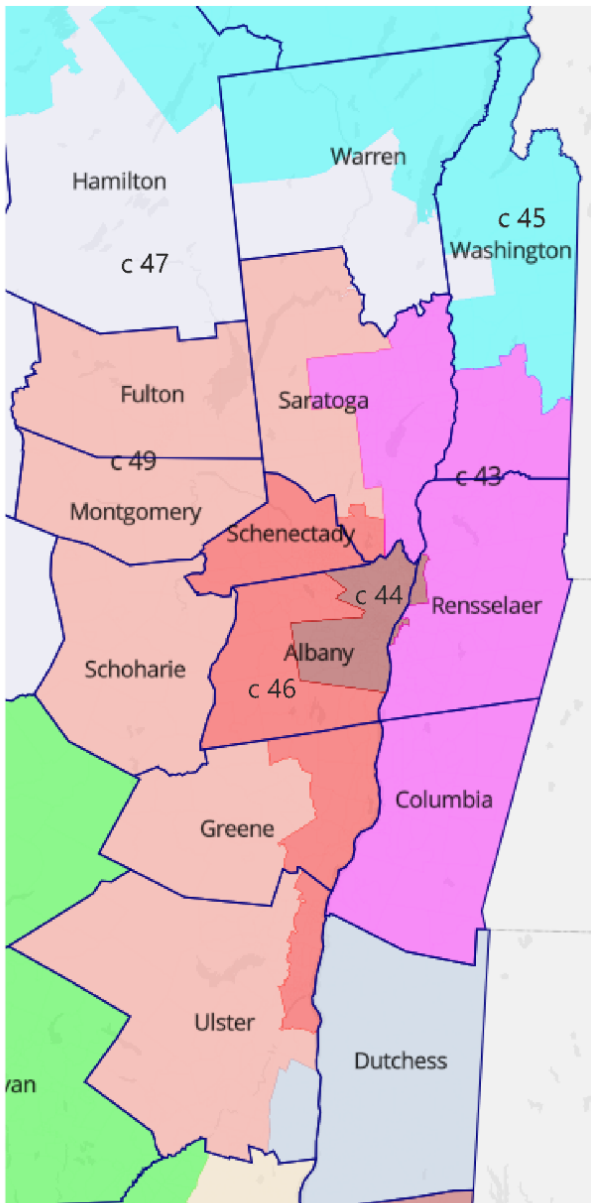 Warren
Hamilton
c 45
Washington
c 47
Fulton
Saratoga
c 49
c 43
Montgomery
Schenectady
c 44
Rensselaer
Albany
Schoharie
c 46
Columbia
Greene
Ulster
Dutchess
van